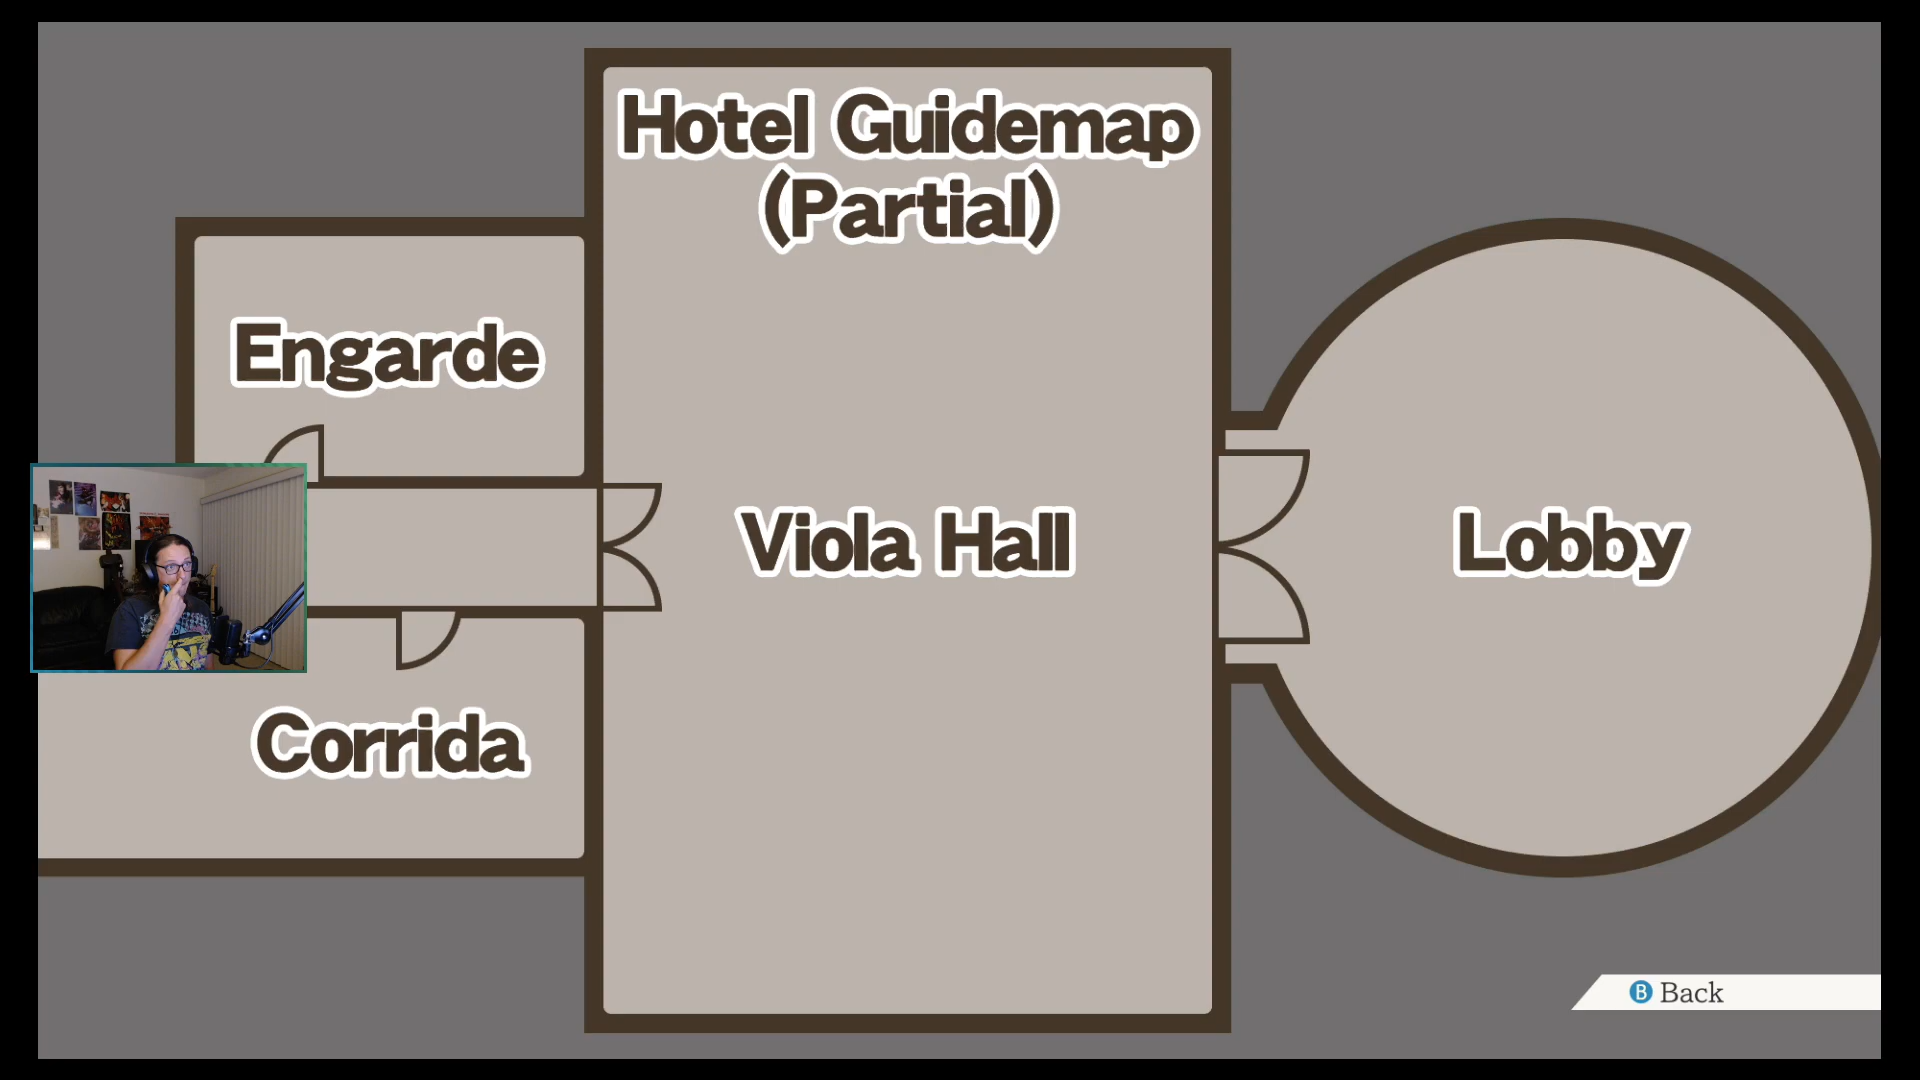 Hotel Guidemap
(Partial)
Engarde
Viola Hall
Lobby
Corrida
B Back